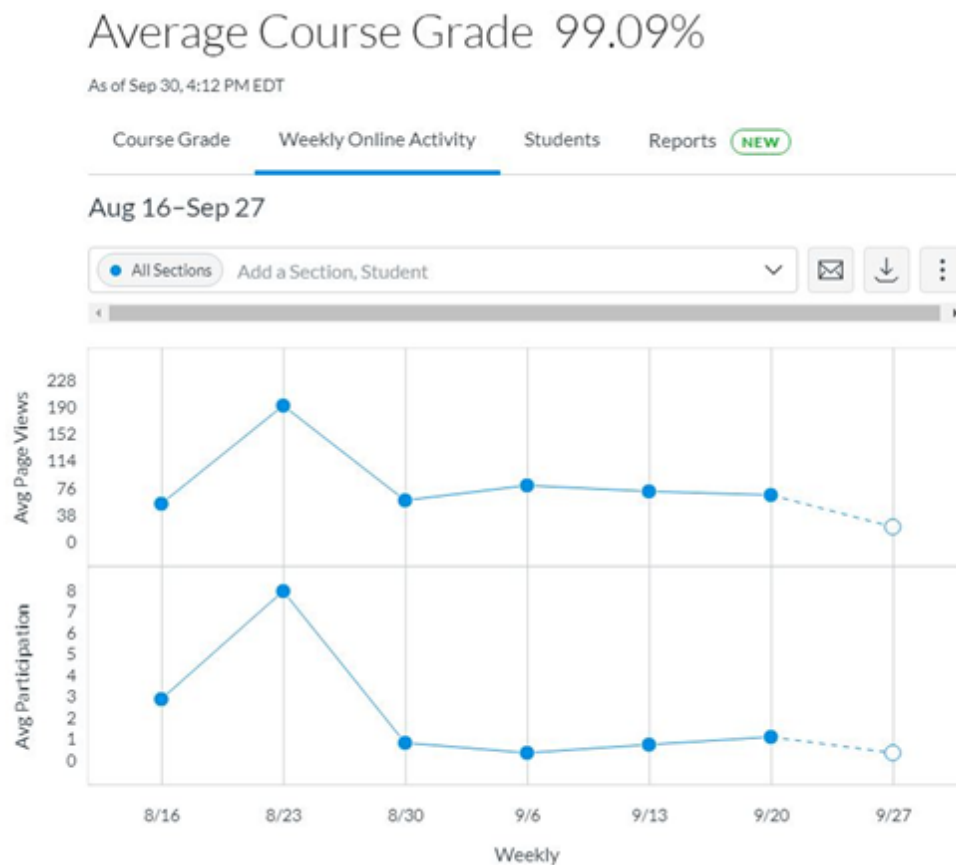 Average Course Grade 99.09%
As of Sep 30, 4:12 PM EDT
Course Grade Weekly Online Activity Students Reports NEW
Aug 16–Sep 27
All Sections Add a Section, Student
Avg Page Views
228
190
152
114
76
38
0
Avg Participation
8
7
6
5
4
3
2
1
0
8/16 8/23 8/30 9/6 9/13 9/20 9/27
Weekly